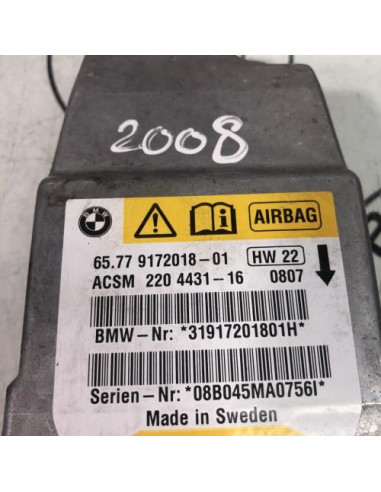 2008
BMW
AIRBAG
65.77 9172018-01 HW 22
ACSM 220 4431-16 0807
BMW-Nr: *31917201801H*
Serien-Nr: *08B045MA0756I*
Made in Sweden